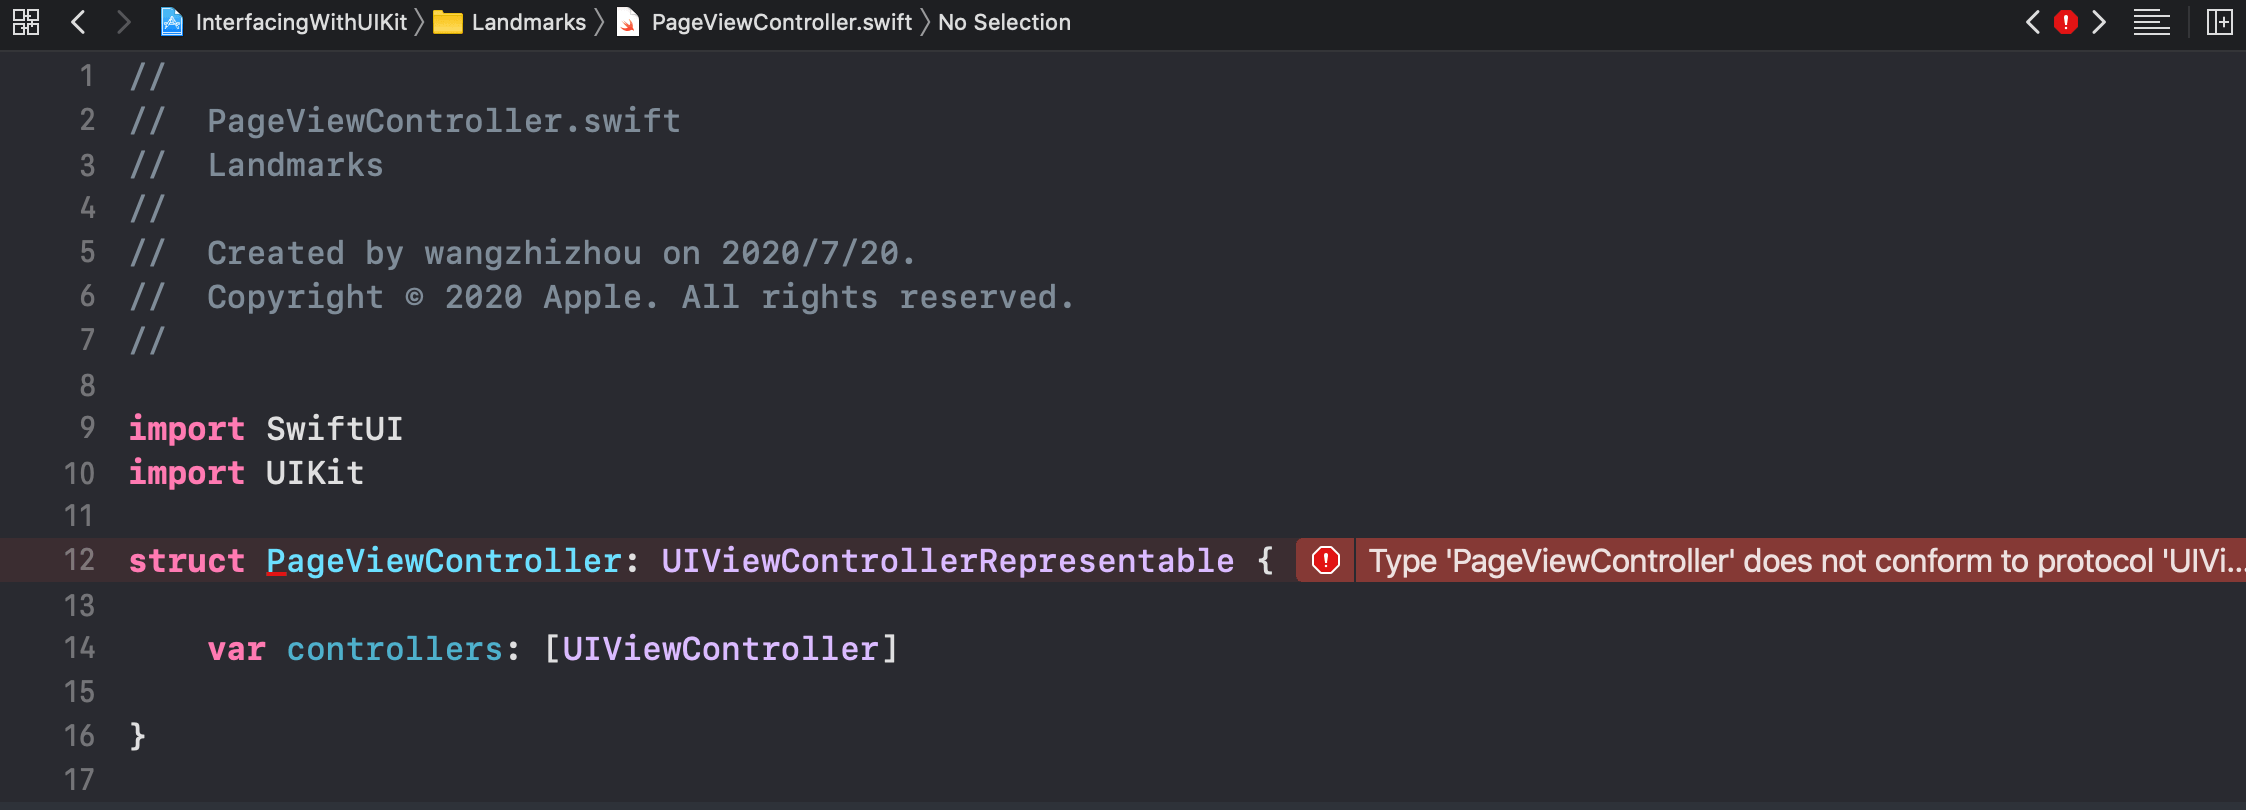 InterfacingWithUIKit Landmarks PageViewController.swift No Selection
1 //
2 //  PageViewController.swift
3 //  Landmarks
4 //
5 //  Created by wangzhizhou on 2020/7/20.
6 //  Copyright © 2020 Apple. All rights reserved.
7 //
8
9 import SwiftUI
10 import UIKit
11
12 struct PageViewController: UIViewControllerRepresentable { Type 'PageViewController' does not conform to protocol 'UIVi...
13
14     var controllers: [UIViewController]
15
16 }
17